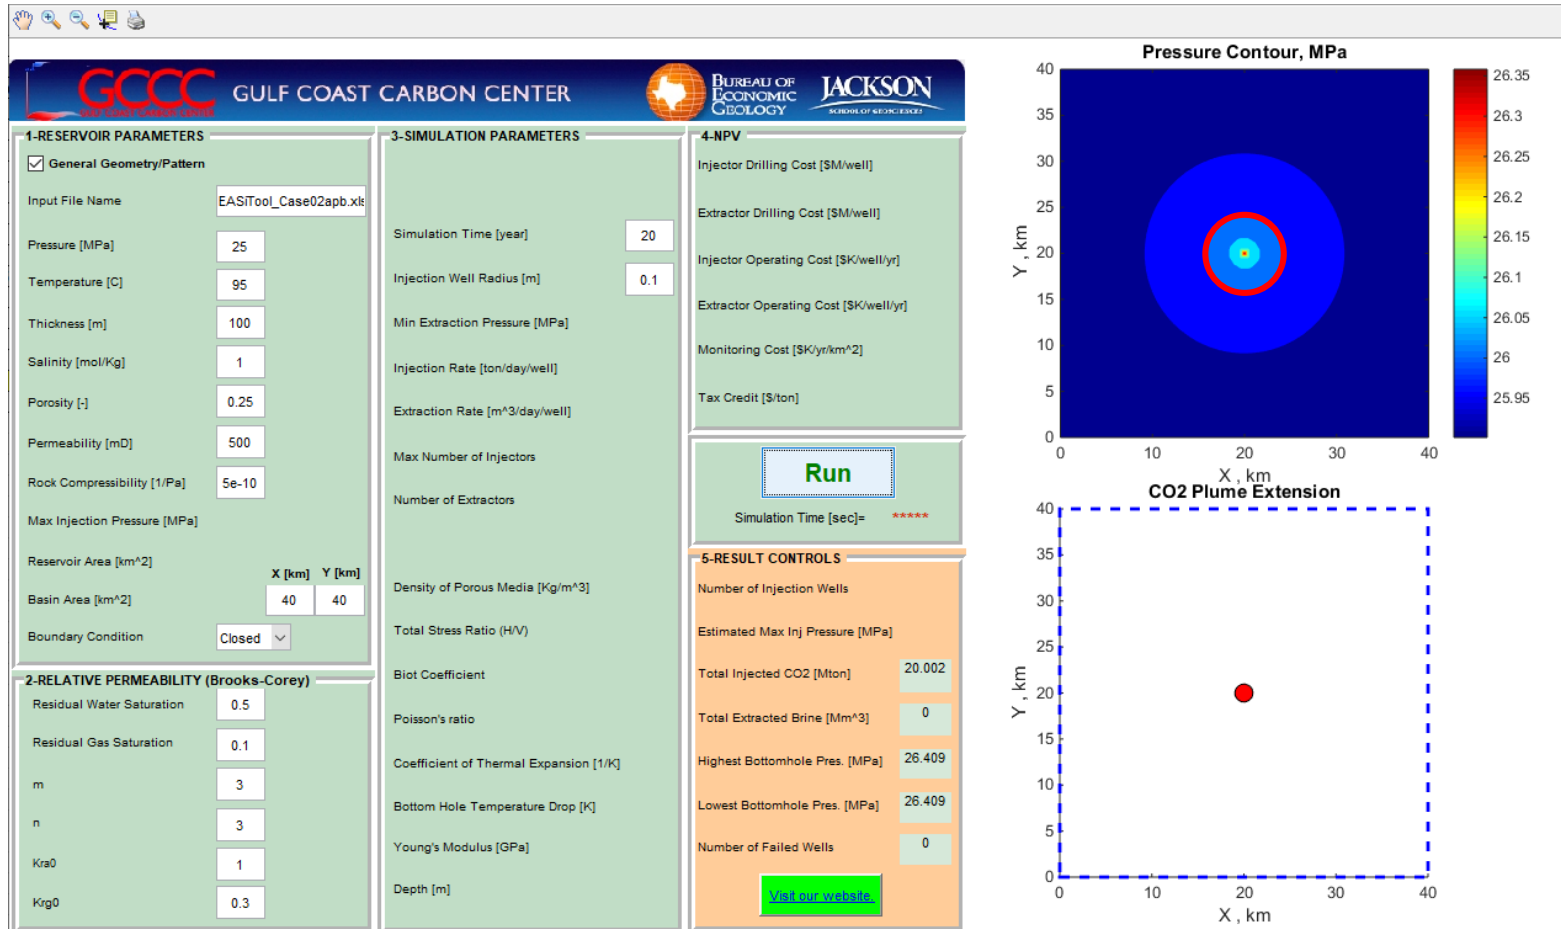 GCCC
GULF COAST CARBON CENTER
GULF COAST CARBON CENTER
BUREAU OF
ECONOMIC
GEOLOGY
JACKSON
SCHOOL OF GEOSCIENCES
1-RESERVOIR PARAMETERS
General Geometry/Pattern
Input File Name EASiTool_Case02apb.xls
Pressure [MPa] 25
Temperature [C] 95
Thickness [m] 100
Salinity [mol/Kg] 1
Porosity [-] 0.25
Permeability [mD] 500
Rock Compressibility [1/Pa] 5e-10
Max Injection Pressure [MPa]
Reservoir Area [km^2]
X [km] Y [km]
Basin Area [km^2] 40 40
Boundary Condition Closed
2-RELATIVE PERMEABILITY (Brooks-Corey)
Residual Water Saturation 0.5
Residual Gas Saturation 0.1
m 3
n 3
Kra0 1
Krg0 0.3
3-SIMULATION PARAMETERS
Simulation Time [year] 20
Injection Well Radius [m] 0.1
Min Extraction Pressure [MPa]
Injection Rate [ton/day/well]
Extraction Rate [m^3/day/well]
Max Number of Injectors
Number of Extractors
Density of Porous Media [Kg/m^3]
Total Stress Ratio (H/V)
Biot Coefficient
Poisson's ratio
Coefficient of Thermal Expansion [1/K]
Bottom Hole Temperature Drop [K]
Young's Modulus [GPa]
Depth [m]
4-NPV
Injector Drilling Cost [$M/well]
Extractor Drilling Cost [$M/well]
Injector Operating Cost [$K/well/yr]
Extractor Operating Cost [$K/well/yr]
Monitoring Cost [$K/yr/km^2]
Tax Credit [$/ton]
Run
Simulation Time [sec]= *****
5-RESULT CONTROLS
Number of Injection Wells
Estimated Max Inj Pressure [MPa]
Total Injected CO2 [Mton] 20.002
Total Extracted Brine [Mm^3] 0
Highest Bottomhole Pres. [MPa] 26.409
Lowest Bottomhole Pres. [MPa] 26.409
Number of Failed Wells 0
Visit our website.
Pressure Contour, MPa
40
35
30
25
20
15
10
5
0
0 10 20 30 40
X , km
Y , km
26.35
26.3
26.25
26.2
26.15
26.1
26.05
26
25.95
CO2 Plume Extension
40
35
30
25
20
15
10
5
0
0 10 20 30 40
X , km
Y , km